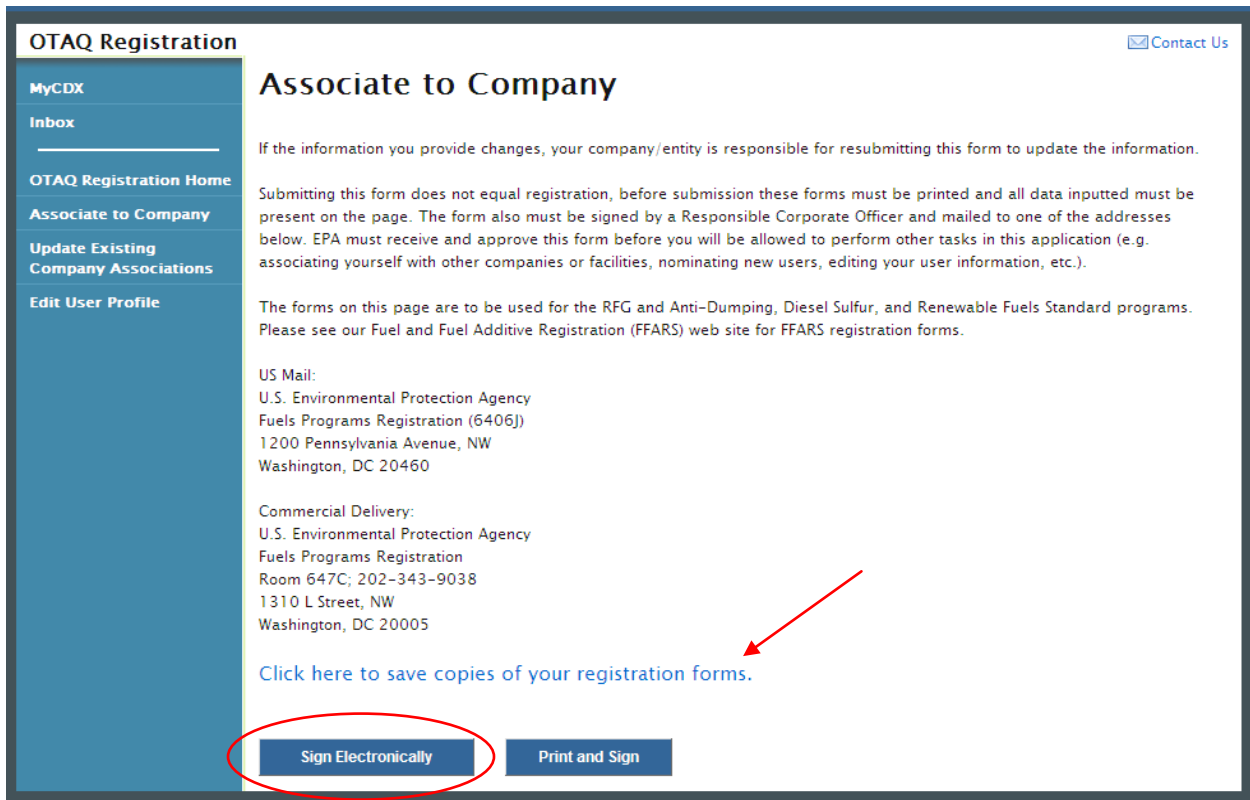 OTAQ Registration
Contact Us
MyCDX
Inbox
OTAQ Registration Home
Associate to Company
Update Existing
Company Associations
Edit User Profile
Associate to Company
If the information you provide changes, your company/entity is responsible for resubmitting this form to update the information.
Submitting this form does not equal registration, before submission these forms must be printed and all data inputted must be
present on the page. The form also must be signed by a Responsible Corporate Officer and mailed to one of the addresses
below. EPA must receive and approve this form before you will be allowed to perform other tasks in this application (e.g.
associating yourself with other companies or facilities, nominating new users, editing your user information, etc.).
The forms on this page are to be used for the RFG and Anti-Dumping, Diesel Sulfur, and Renewable Fuels Standard programs.
Please see our Fuel and Fuel Additive Registration (FFARS) web site for FFARS registration forms.
US Mail:
U.S. Environmental Protection Agency
Fuels Programs Registration (6406J)
1200 Pennsylvania Avenue, NW
Washington, DC 20460
Commercial Delivery:
U.S. Environmental Protection Agency
Fuels Programs Registration
Room 647C; 202-343-9038
1310 L Street, NW
Washington, DC 20005
Click here to save copies of your registration forms.
Sign Electronically
Print and Sign